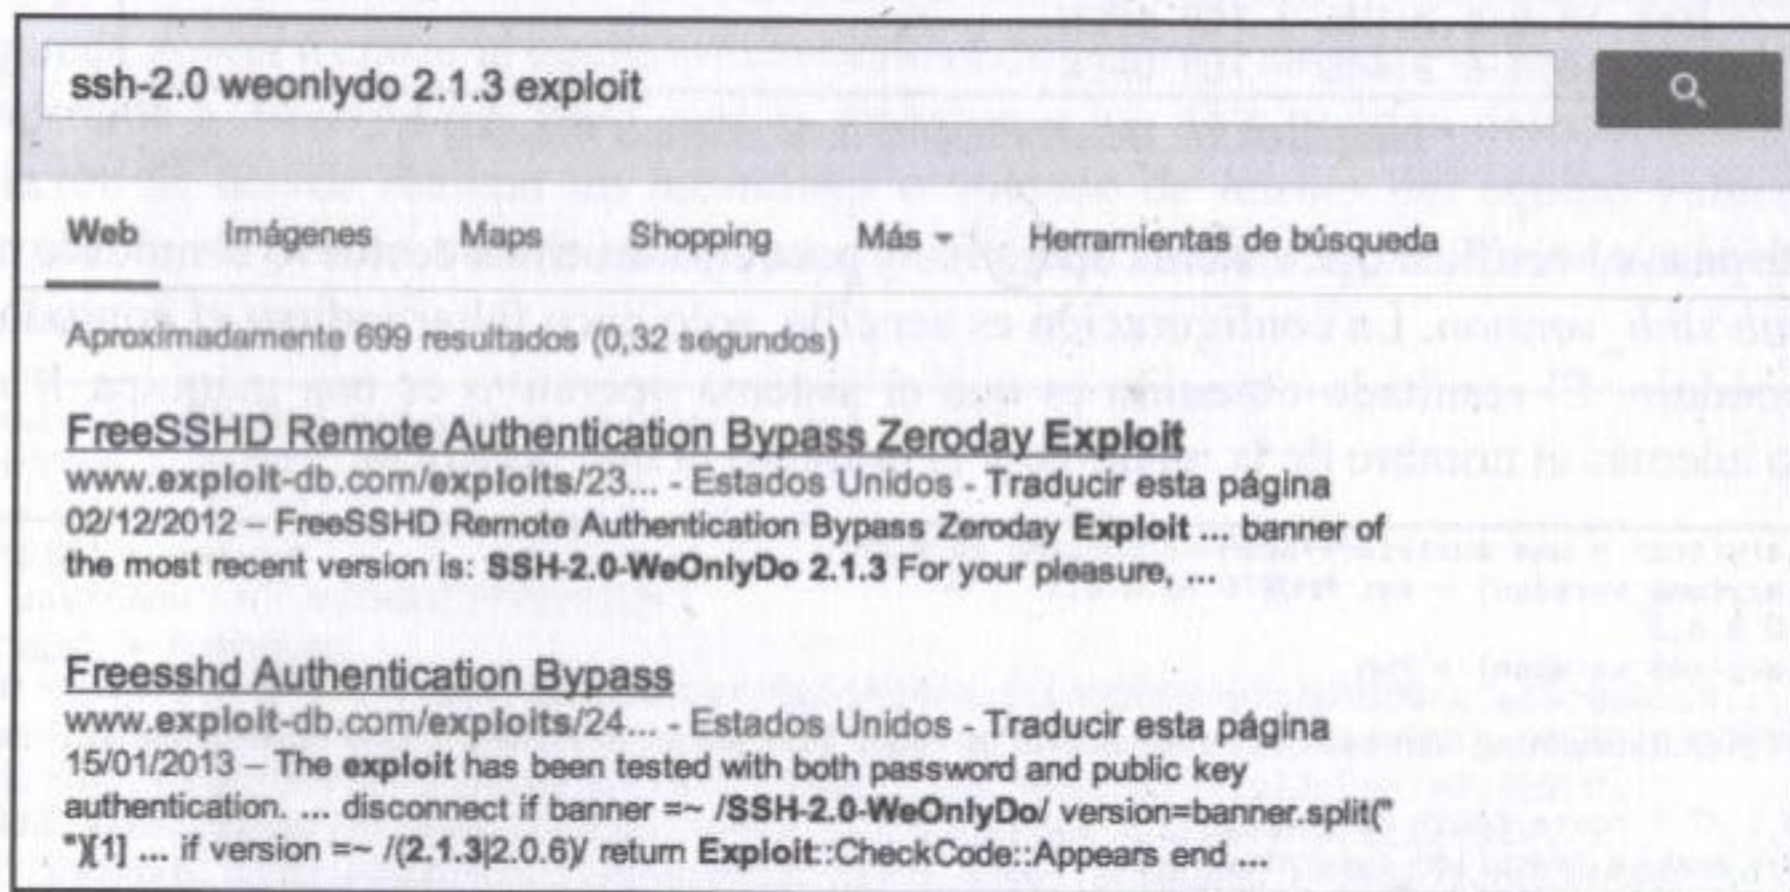 ssh-2.0 weonlydo 2.1.3 exploit
Web Imágenes Maps Shopping Más Herramientas de búsqueda
Aproximadamente 699 resultados (0,32 segundos)
FreeSSHD Remote Authentication Bypass Zeroday Exploit
www.exploit-db.com/exploits/23... - Estados Unidos - Traducir esta página
02/12/2012 – FreeSSHD Remote Authentication Bypass Zeroday Exploit ... banner of
the most recent version is: SSH-2.0-WeOnlyDo 2.1.3 For your pleasure, ...
Freesshd Authentication Bypass
www.exploit-db.com/exploits/24... - Estados Unidos - Traducir esta página
15/01/2013 – The exploit has been tested with both password and public key
authentication. ... disconnect if banner =~ /SSH-2.0-WeOnlyDo/ version=banner.split("
")[1] ... if version =~ /(2.1.3|2.0.6)/ return Exploit::CheckCode::Appears end ...